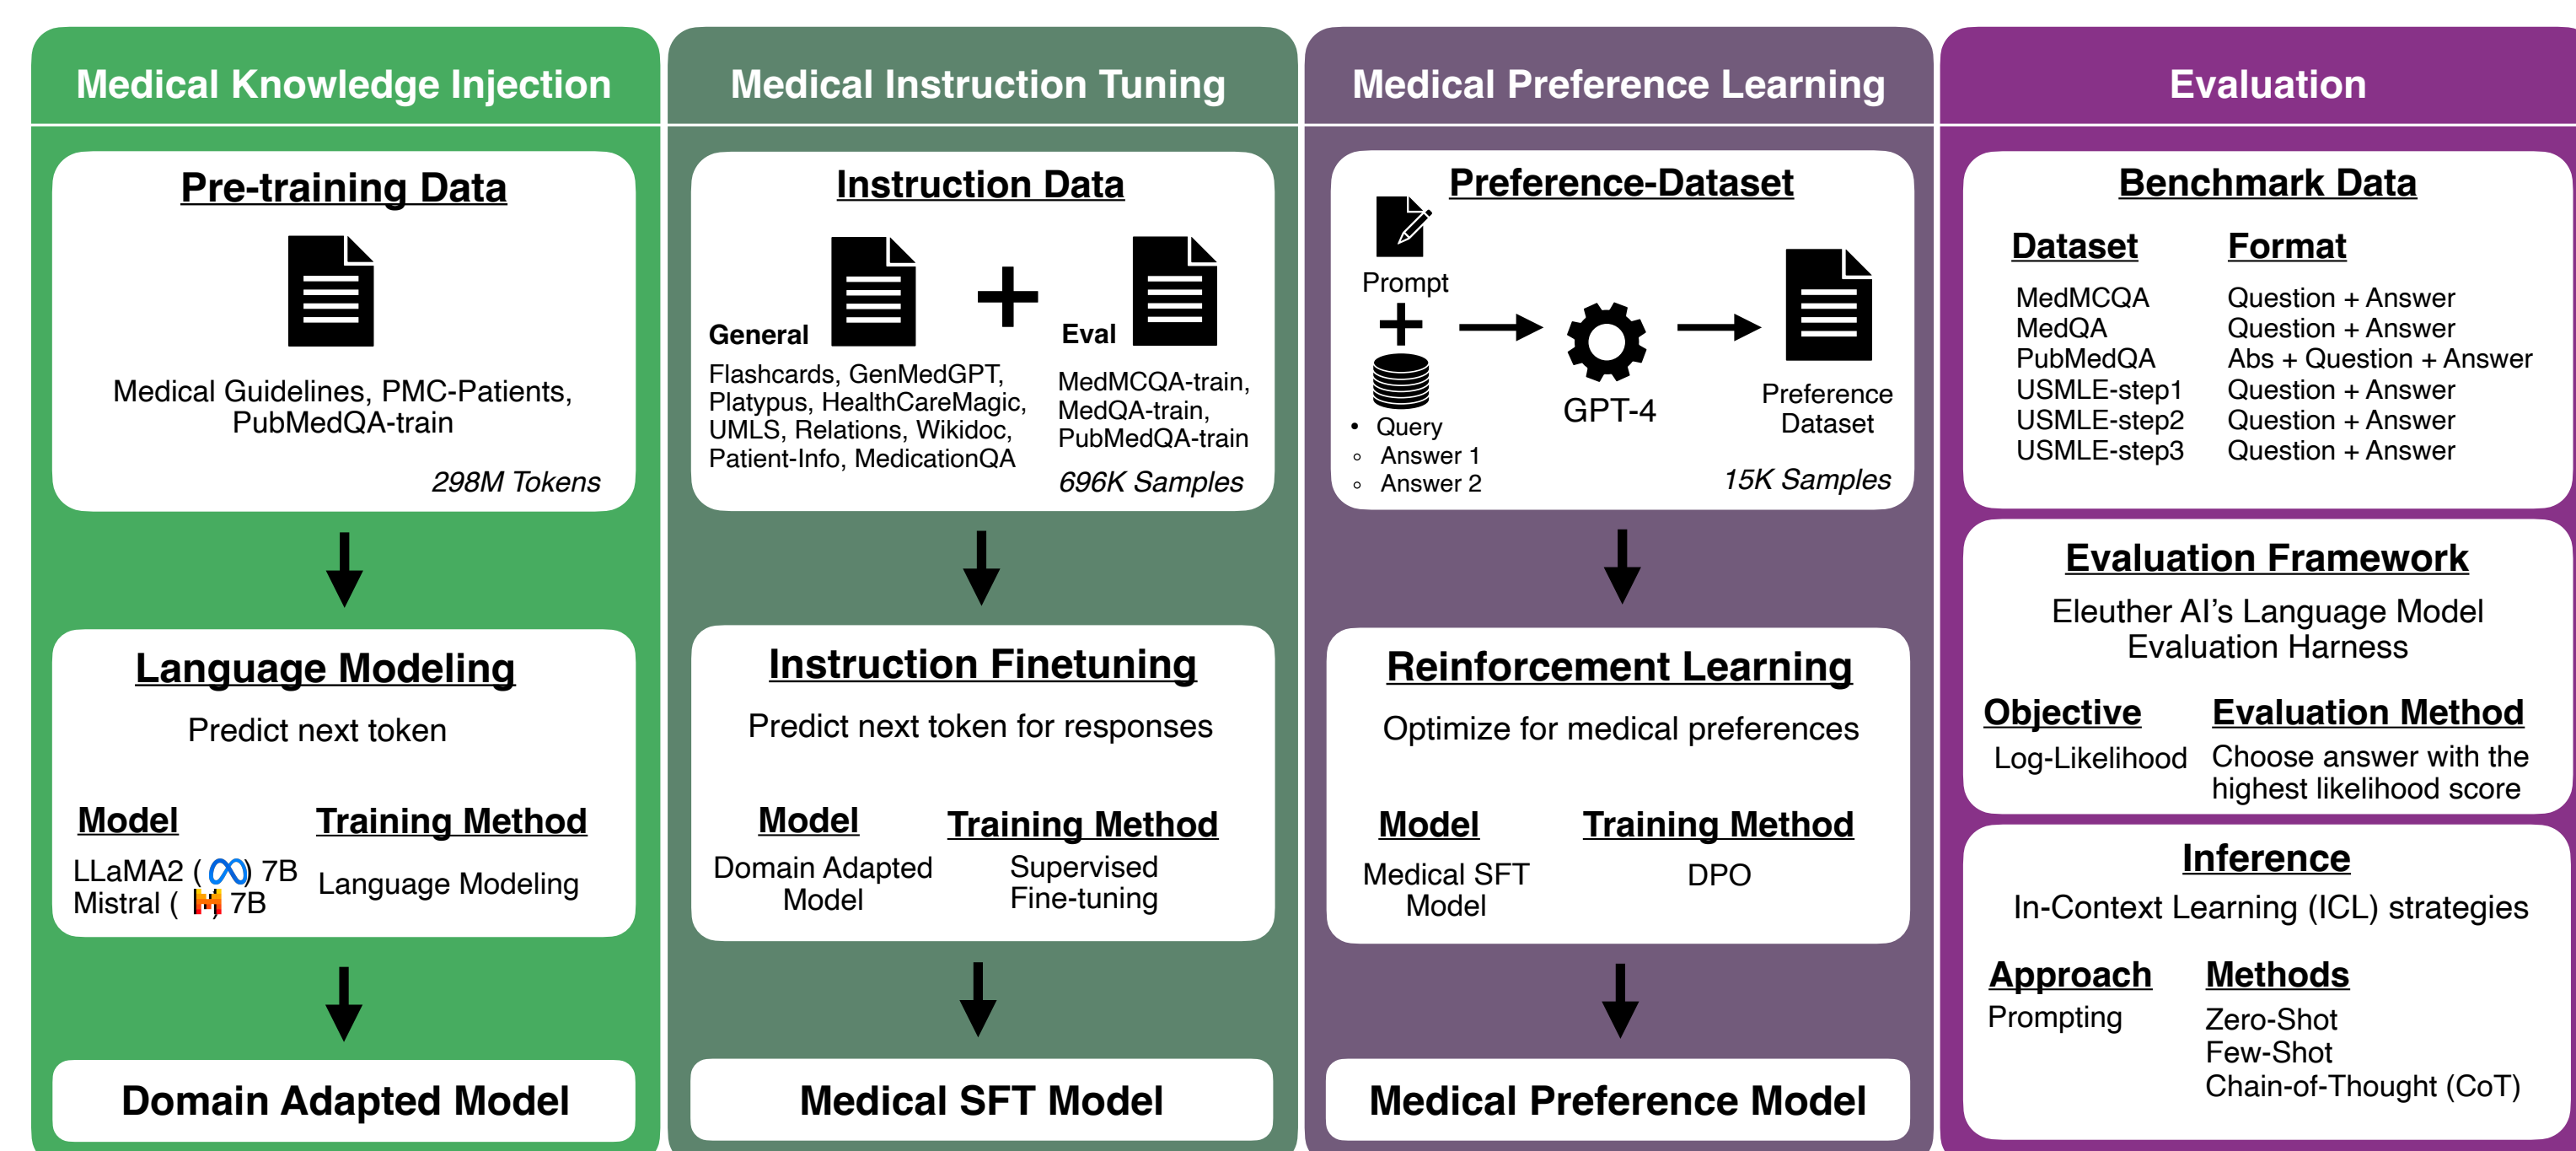 Medical Knowledge Injection
Pre-training Data
Medical Guidelines, PMC-Patients,
PubMedQA-train
298M Tokens
Language Modeling
Predict next token
Model
Training Method
LLaMA2 ( ) 7B
Mistral ( ) 7B
Language Modeling
Domain Adapted Model
Medical Instruction Tuning
Instruction Data
General
Flashcards, GenMedGPT,
Platypus, HealthCareMagic,
UMLS, Relations, Wikidoc,
Patient-Info, MedicationQA
+
Eval
MedMCQA-train,
MedQA-train,
PubMedQA-train
696K Samples
Instruction Finetuning
Predict next token for responses
Model
Domain Adapted
Model
Training Method
Supervised
Fine-tuning
Medical SFT Model
Medical Preference Learning
Preference-Dataset
Prompt
+
• Query
◦ Answer 1
◦ Answer 2
GPT-4
Preference
Dataset
15K Samples
Reinforcement Learning
Optimize for medical preferences
Model
Medical SFT
Model
Training Method
DPO
Medical Preference Model
Evaluation
Benchmark Data
Dataset Format
MedMCQA Question + Answer
MedQA Question + Answer
PubMedQA Abs + Question + Answer
USMLE-step1 Question + Answer
USMLE-step2 Question + Answer
USMLE-step3 Question + Answer
Evaluation Framework
Eleuther AI’s Language Model
Evaluation Harness
Objective
Log-Likelihood
Evaluation Method
Choose answer with the
highest likelihood score
Inference
In-Context Learning (ICL) strategies
Approach
Prompting
Methods
Zero-Shot
Few-Shot
Chain-of-Thought (CoT)